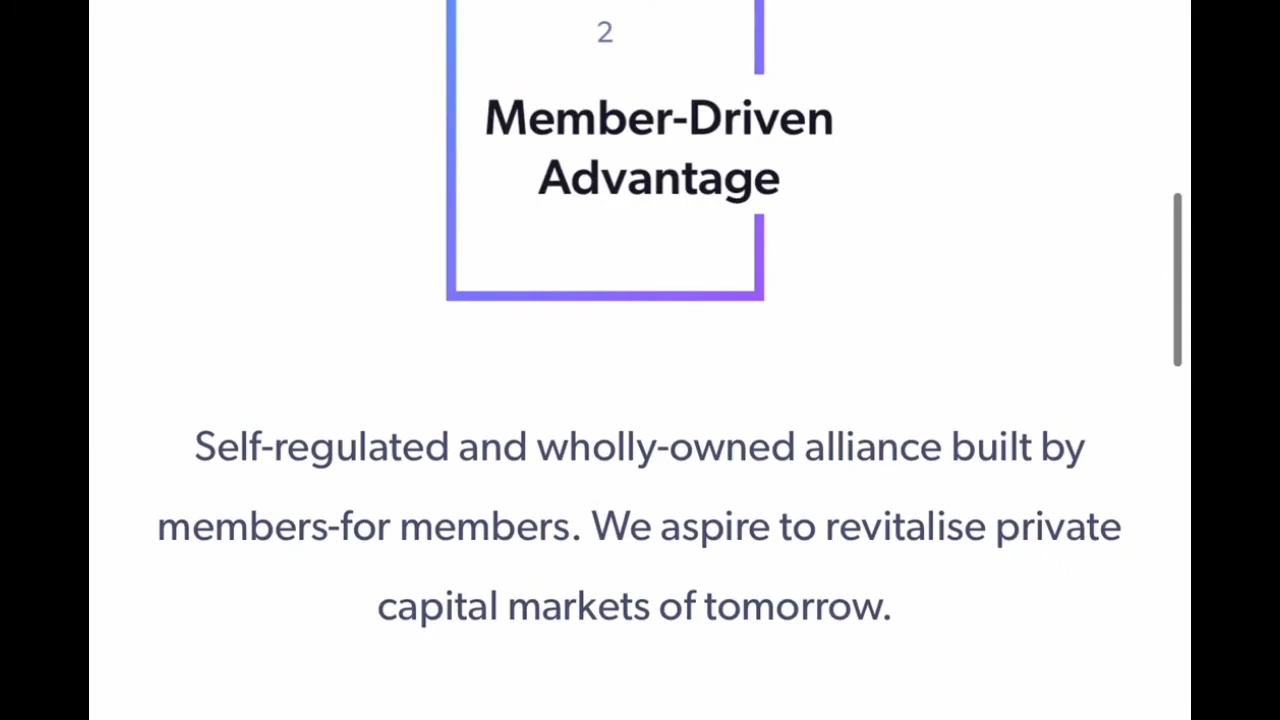 2
Member-Driven
Advantage
Self-regulated and wholly-owned alliance built by
members-for members. We aspire to revitalise private
capital markets of tomorrow.